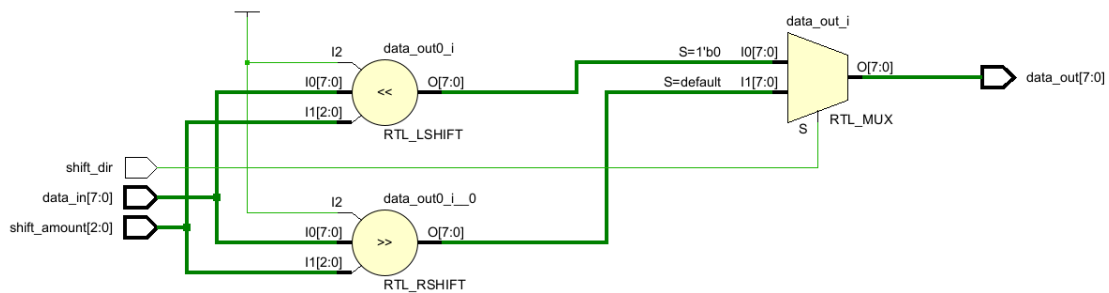 data_out_i
I2
data_out0_i
S=1'b0
I0[7:0]
O[7:0]
data_out[7:0]
I0[7:0]
<<
O[7:0]
S=default
I1[7:0]
I1[2:0]
RTL_LSHIFT
S
RTL_MUX
shift_dir
data_in[7:0]
shift_amount[2:0]
I2
data_out0_i__0
I0[7:0]
>>
O[7:0]
I1[2:0]
RTL_RSHIFT